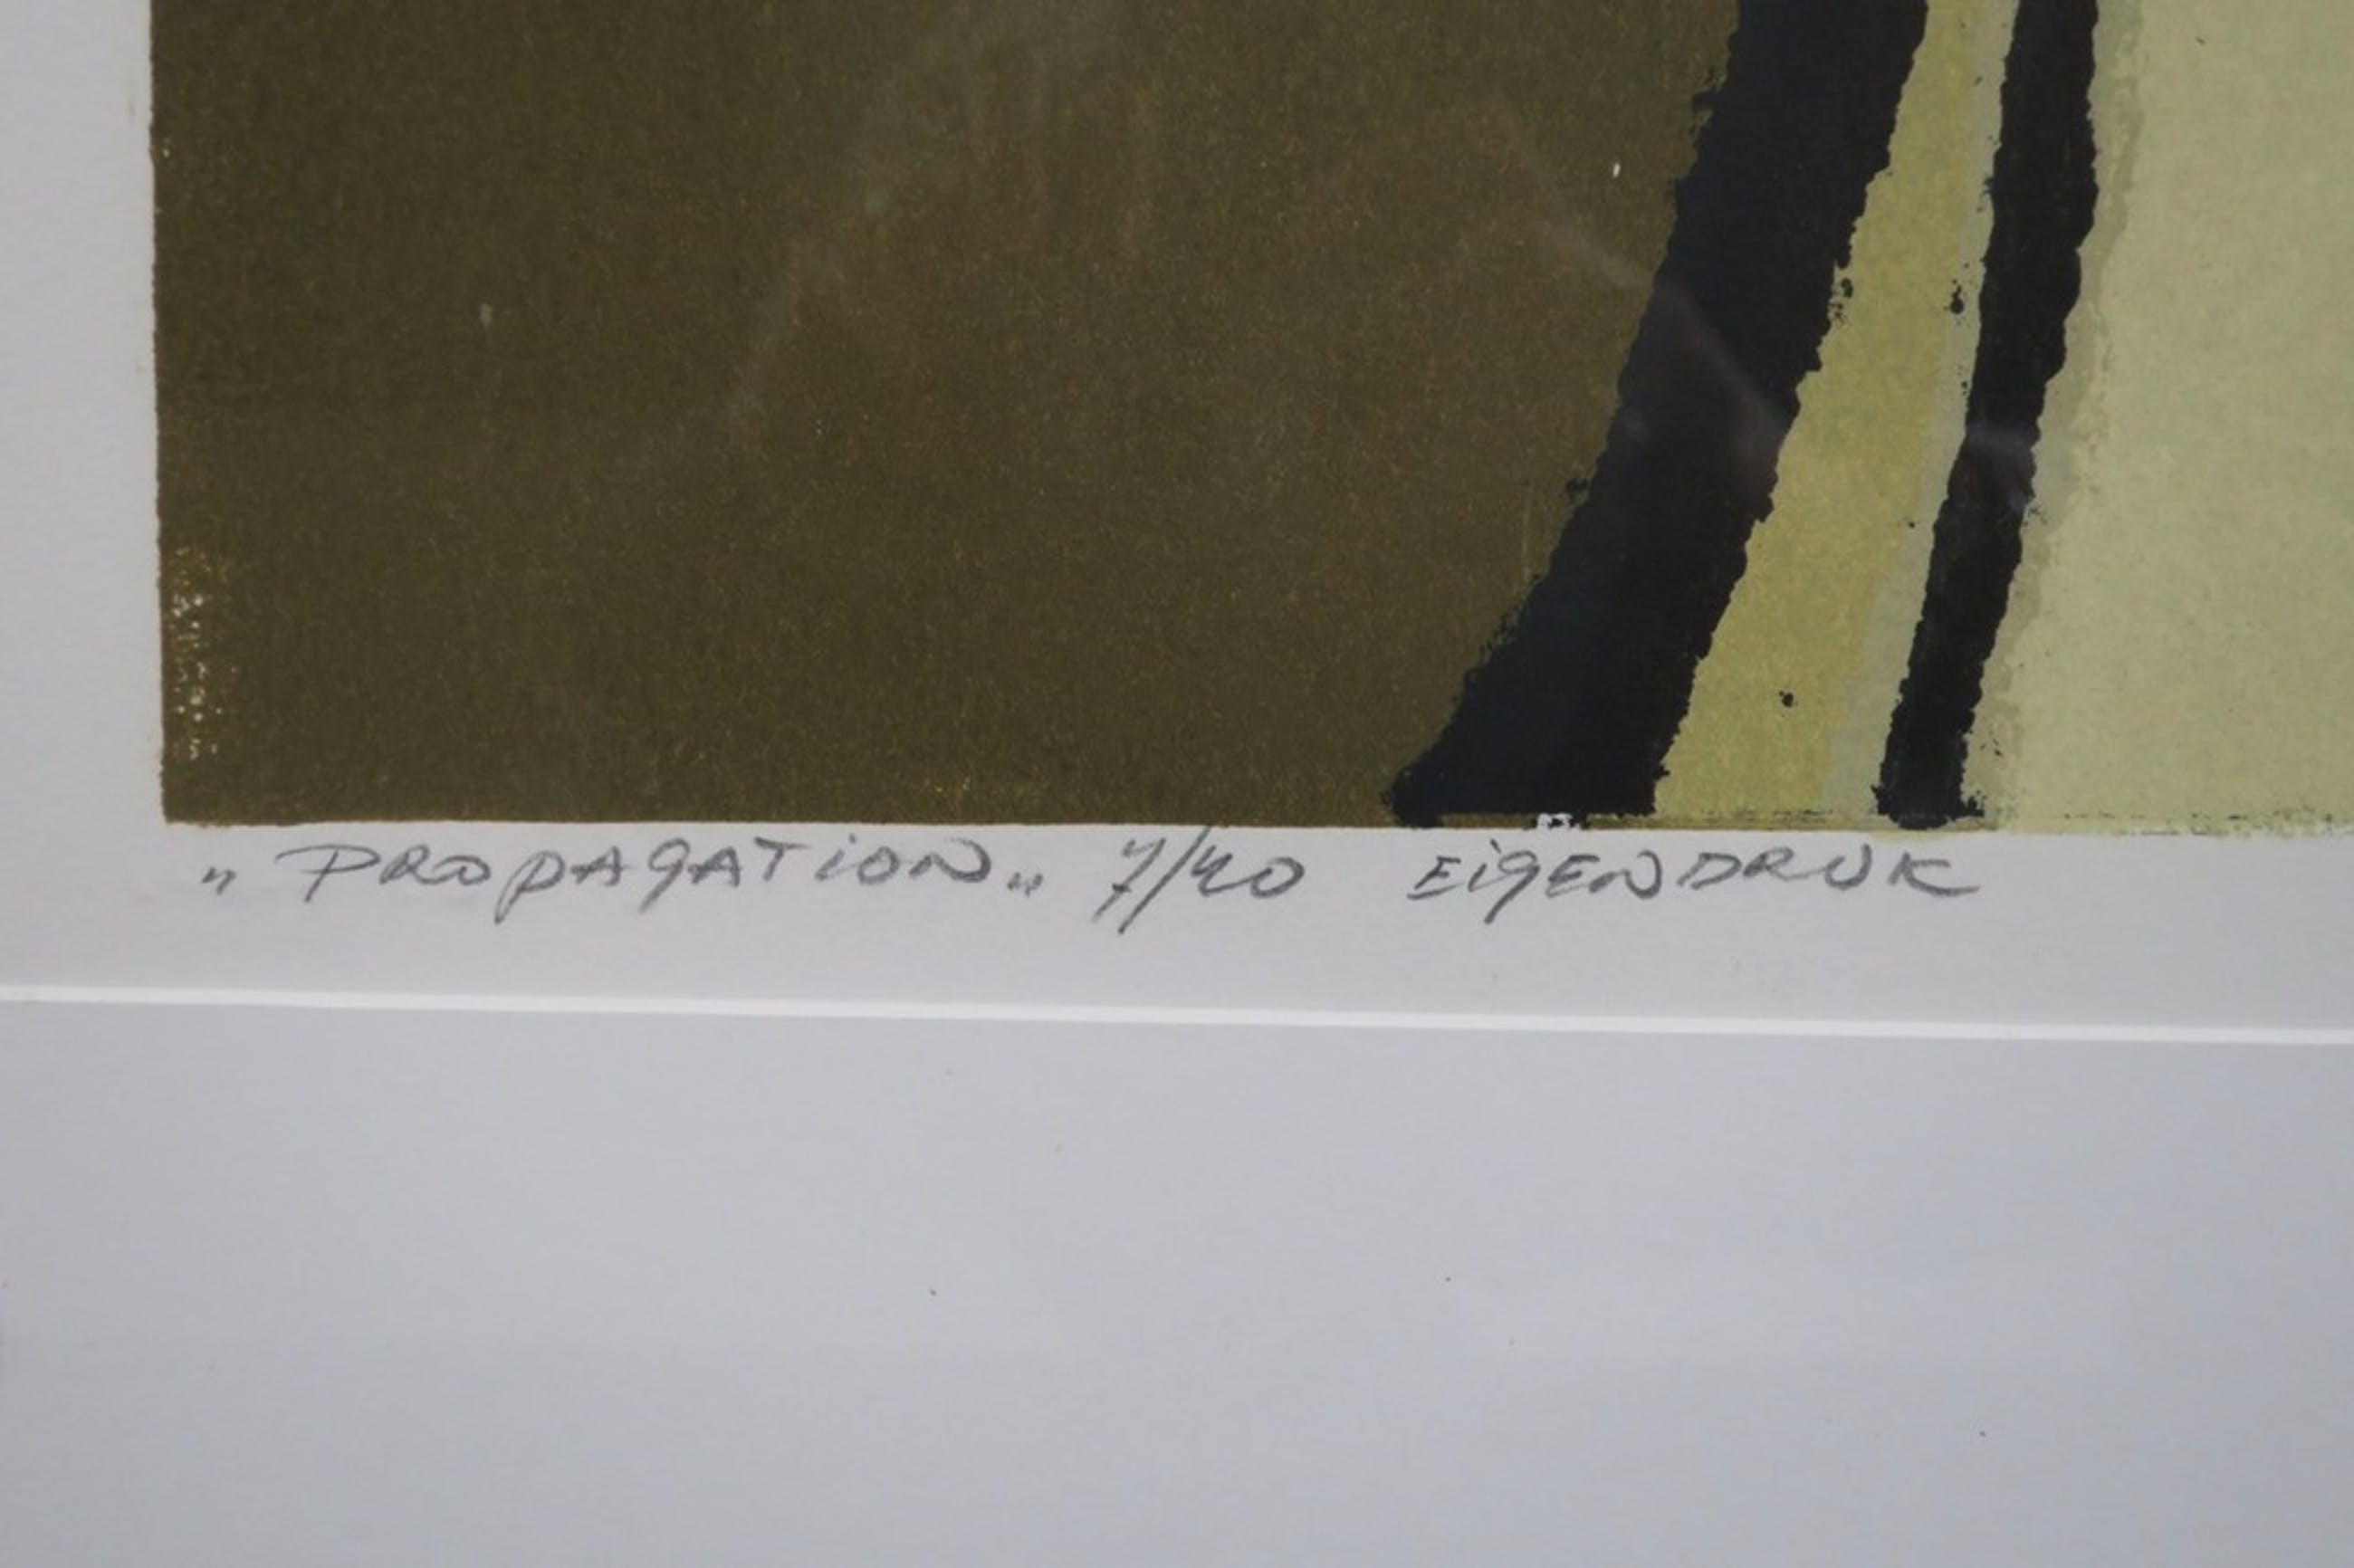 „ PROPAGATION „ 7/40 EIGENDRUK